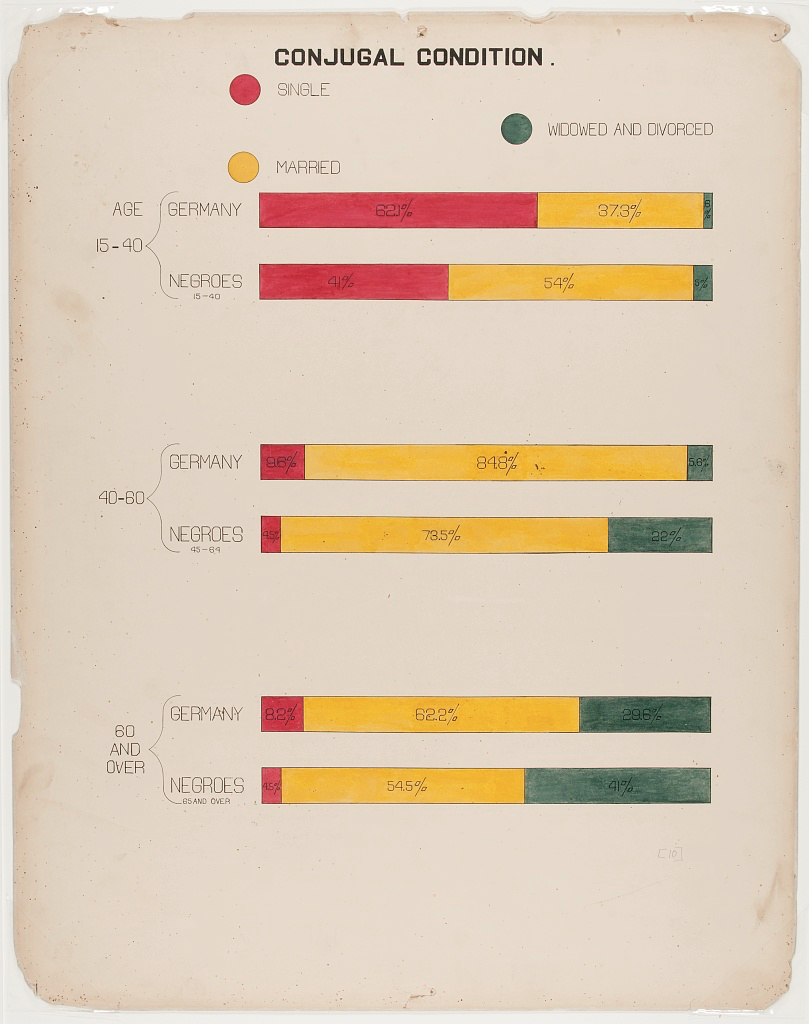 CONJUGAL CONDITION.
SINGLE
WIDOWED AND DIVORCED
MARRIED
AGE
15-40
GERMANY
62.1%
37.3%
.6%
NEGROES
15-40
41%
54%
5%
40-60
GERMANY
9.6%
84.8%
5.6%
NEGROES
45-64
4.5%
73.5%
22%
60
AND
OVER
GERMANY
8.2%
62.2%
29.6%
NEGROES
65 AND OVER
4.5%
54.5%
41%
[10]